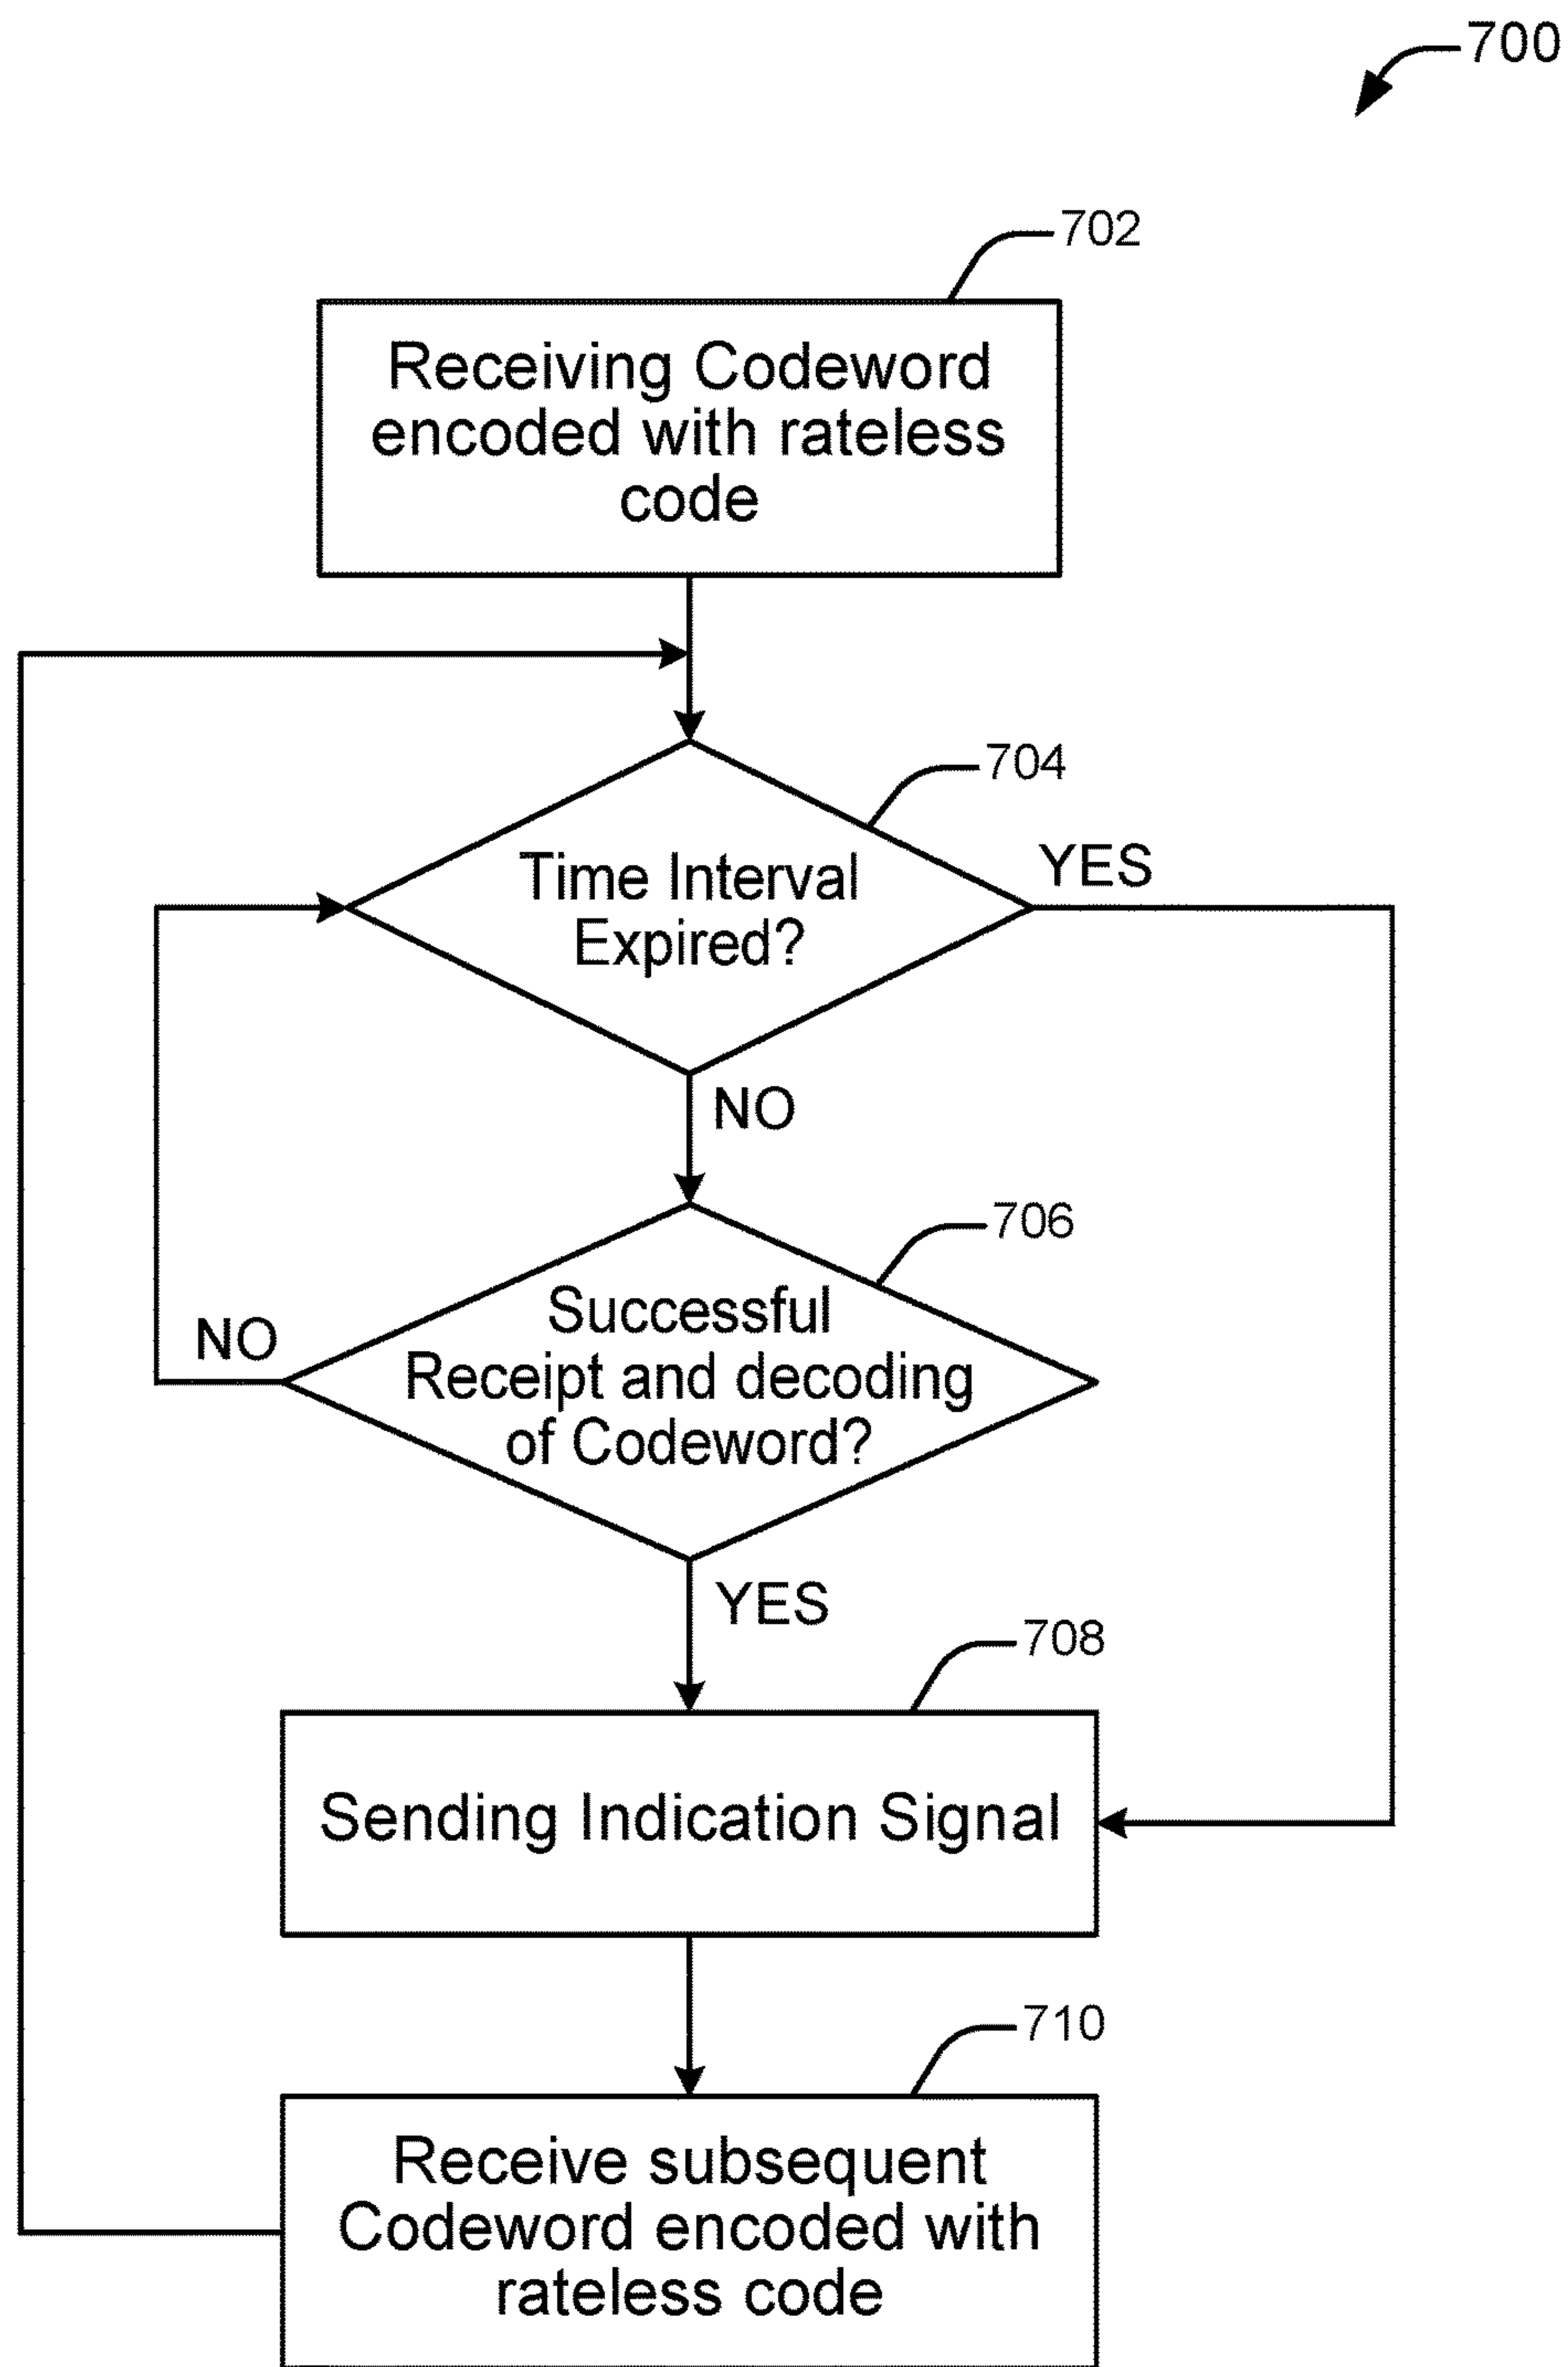 700
702
Receiving Codeword
encoded with rateless
code
704
Time Interval
Expired?
YES
NO
706
Successful
Receipt and decoding
of Codeword?
NO
YES
708
Sending Indication Signal
710
Receive subsequent
Codeword encoded with
rateless code